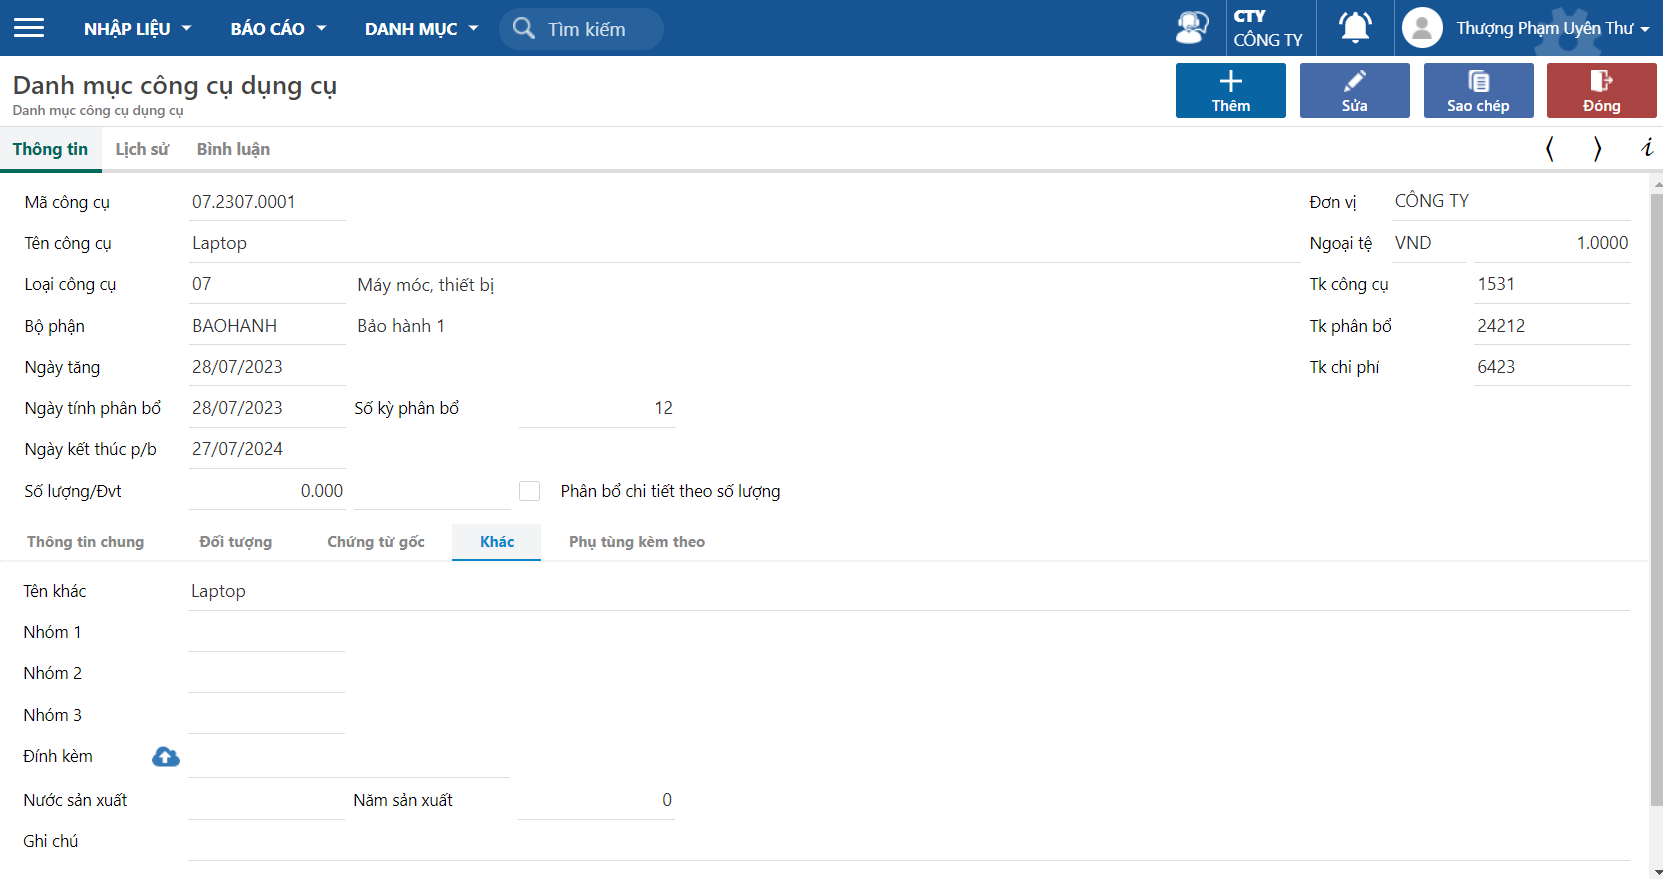 NHẬP LIỆU BÁO CÁO DANH MỤC Tìm kiếm CTY
CÔNG TY Thượng Phạm Uyên Thư
Danh mục công cụ dụng cụ
Danh mục công cụ dụng cụ
Thêm Sửa Sao chép Đóng
Thông tin Lịch sử Bình luận
Mã công cụ 07.2307.0001 Đơn vị CÔNG TY
Tên công cụ Laptop Ngoại tệ VND 1.0000
Loại công cụ 07 Máy móc, thiết bị Tk công cụ 1531
Bộ phận BAOHANH Bảo hành 1 Tk phân bổ 24212
Ngày tăng 28/07/2023 Tk chi phí 6423
Ngày tính phân bổ 28/07/2023 Số kỳ phân bổ 12
Ngày kết thúc p/b 27/07/2024
Số lượng/Đvt 0.000 Phân bổ chi tiết theo số lượng
Thông tin chung Đối tượng Chứng từ gốc Khác Phụ tùng kèm theo
Tên khác Laptop
Nhóm 1
Nhóm 2
Nhóm 3
Đính kèm
Nước sản xuất Năm sản xuất 0
Ghi chú